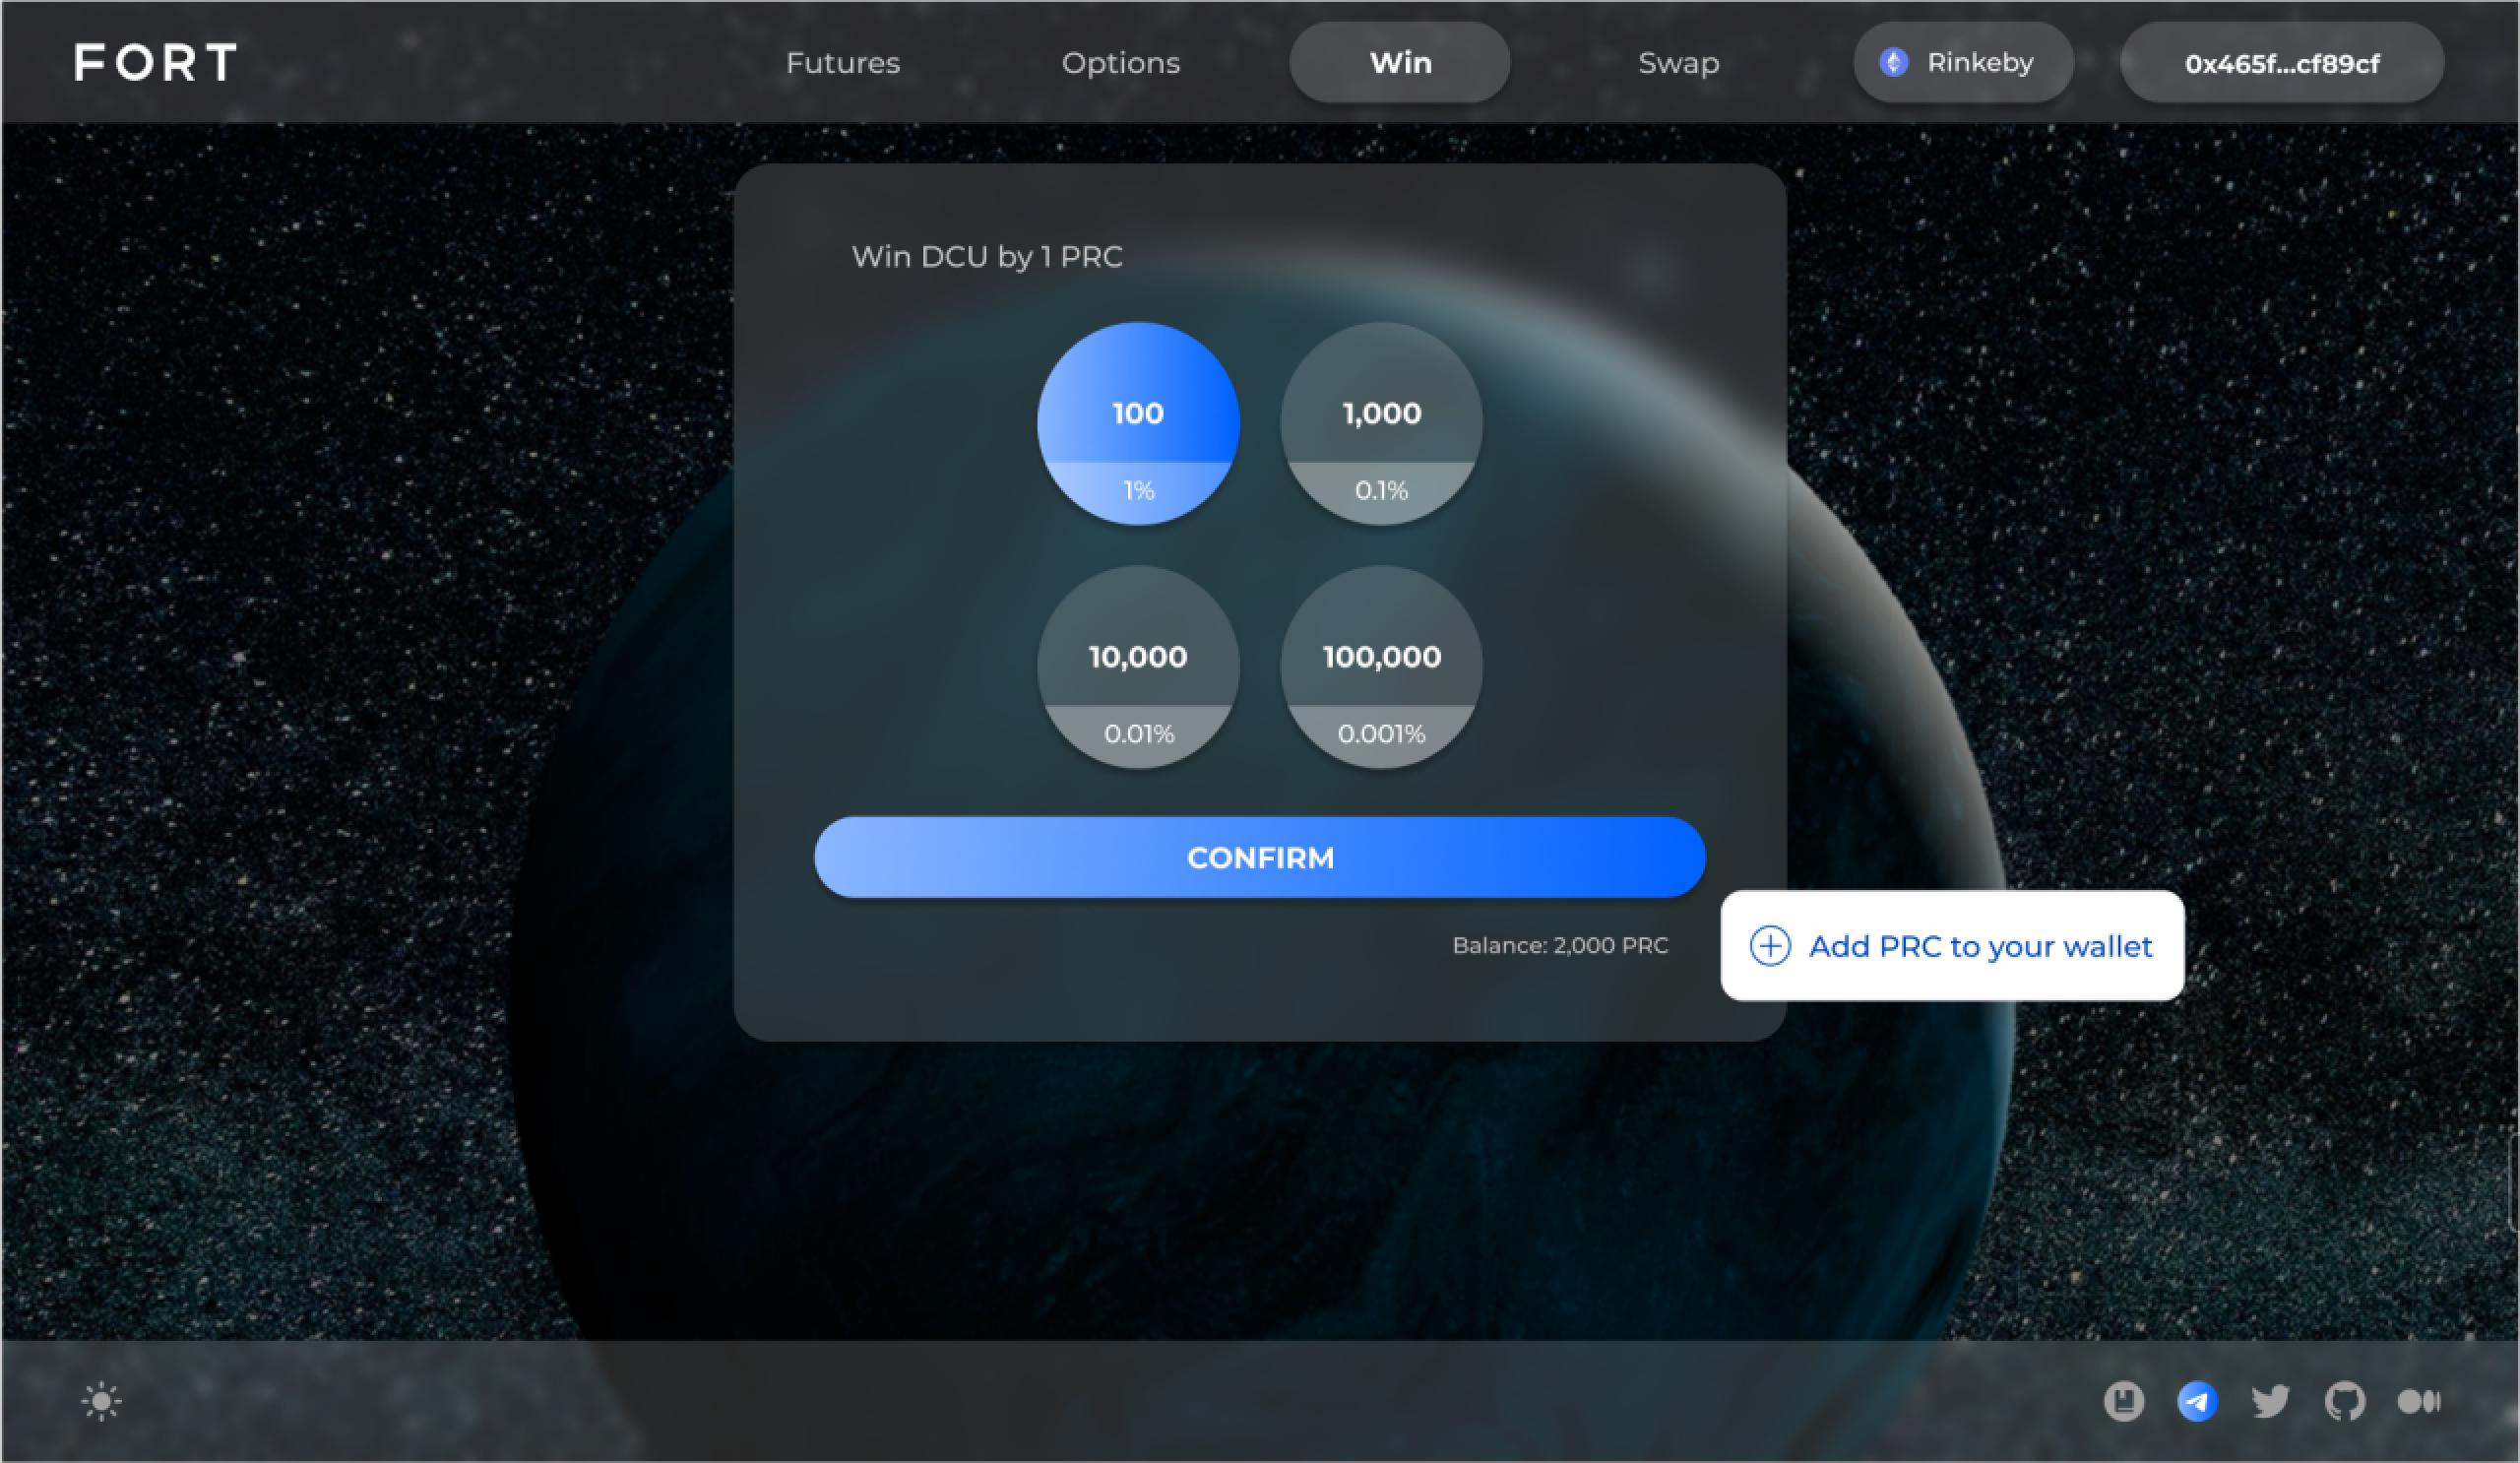 FORT
Futures
Options
Win
Swap
Rinkeby
0x465f...cf89cf
Win DCU by 1 PRC
100
1%
1,000
0.1%
10,000
0.01%
100,000
0.001%
CONFIRM
Balance: 2,000 PRC
Add PRC to your wallet